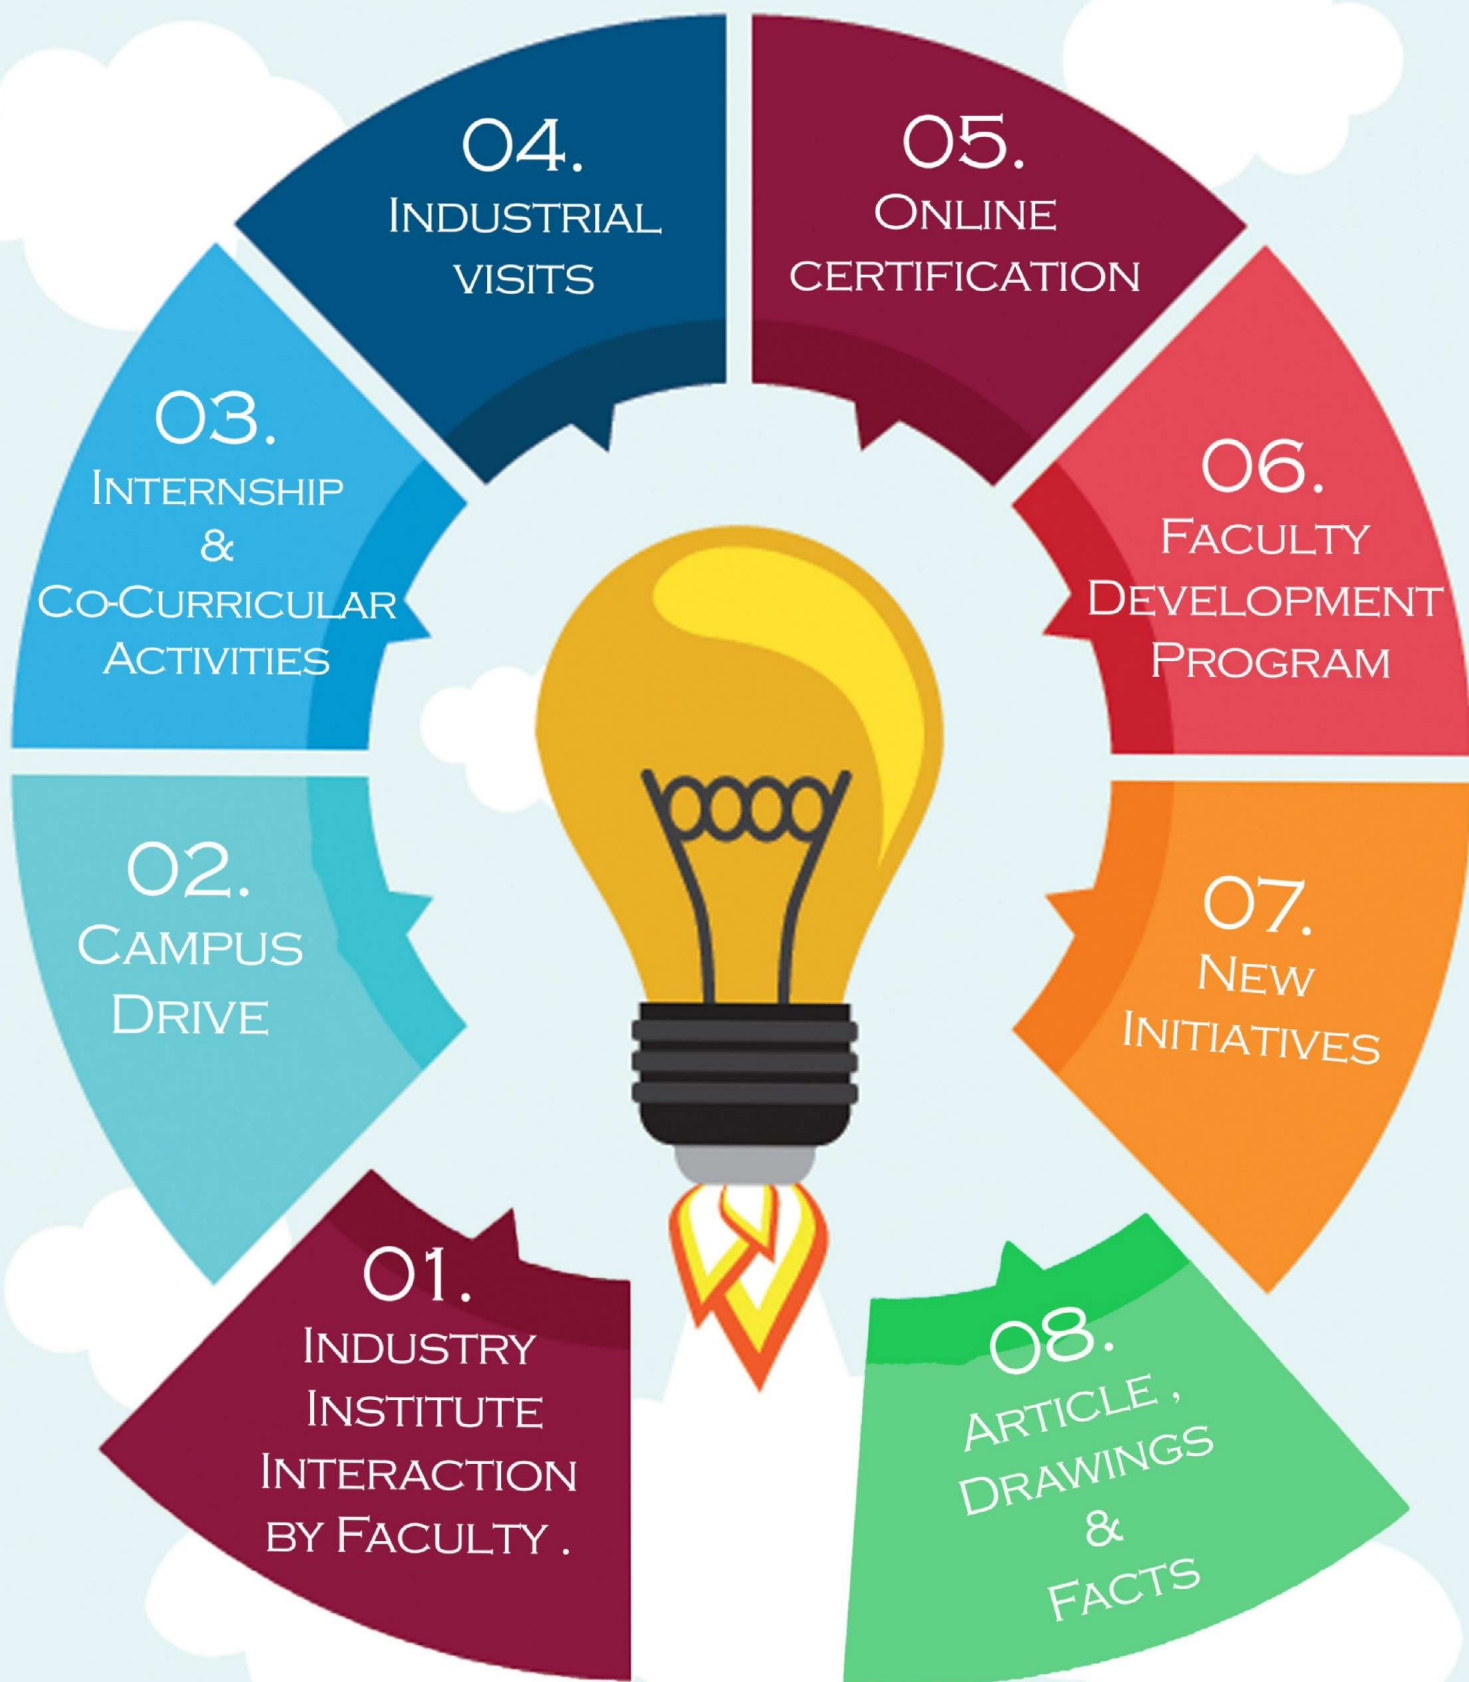 01.
Industry
Institute
Interaction
by Faculty .
02.
Campus
Drive
03.
Internship
&
Co-Curricular
Activities
04.
Industrial
visits
05.
Online
certification
06.
Faculty
Development
Program
07.
New
Initiatives
08.
Article ,
Drawings
&
Facts